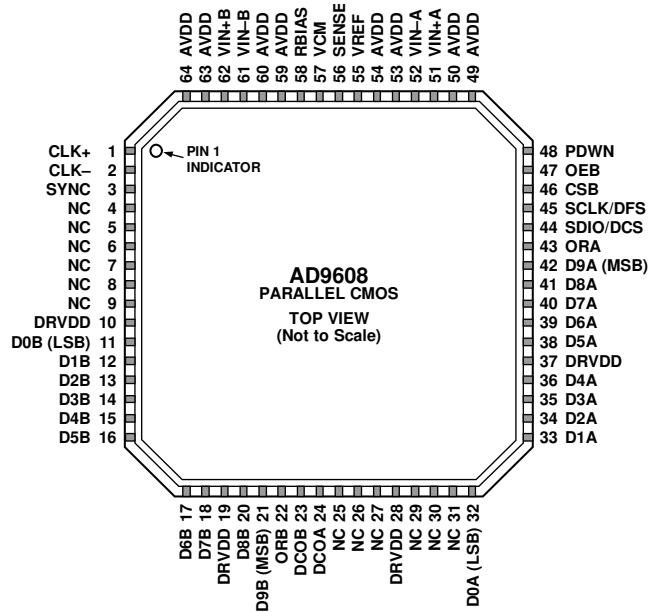 64 AVDD
63 AVDD
62 VIN+B
61 VIN–B
60 AVDD
59 AVDD
58 RBIAS
57 VCM
56 SENSE
55 VREF
54 AVDD
53 AVDD
52 VIN–A
51 VIN+A
50 AVDD
49 AVDD
CLK+ 1
CLK– 2
SYNC 3
NC 4
NC 5
NC 6
NC 7
NC 8
NC 9
DRVDD 10
D0B (LSB) 11
D1B 12
D2B 13
D3B 14
D4B 15
D5B 16
PIN 1
INDICATOR
AD9608
PARALLEL CMOS
TOP VIEW
(Not to Scale)
48 PDWN
47 OEB
46 CSB
45 SCLK/DFS
44 SDIO/DCS
43 ORA
42 D9A (MSB)
41 D8A
40 D7A
39 D6A
38 D5A
37 DRVDD
36 D4A
35 D3A
34 D2A
33 D1A
D6B 17
D7B 18
DRVDD 19
D8B 20
D9B (MSB) 21
ORB 22
DCOB 23
DCOA 24
NC 25
NC 26
NC 27
DRVDD 28
NC 29
NC 30
NC 31
D0A (LSB) 32